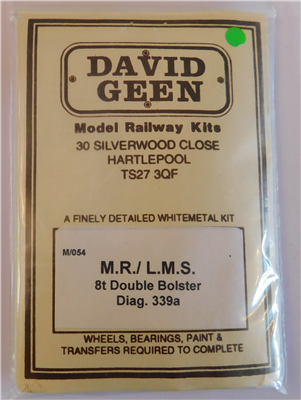 DAVID
GEEN
Model Railway Kits
30 SILVERWOOD CLOSE
HARTLEPOOL
TS27 3QF
A FINELY DETAILED WHITEMETAL KIT
M/054
M.R./ L.M.S.
8t Double Bolster
Diag. 339a
WHEELS, BEARINGS, PAINT &
TRANSFERS REQUIRED TO COMPLETE